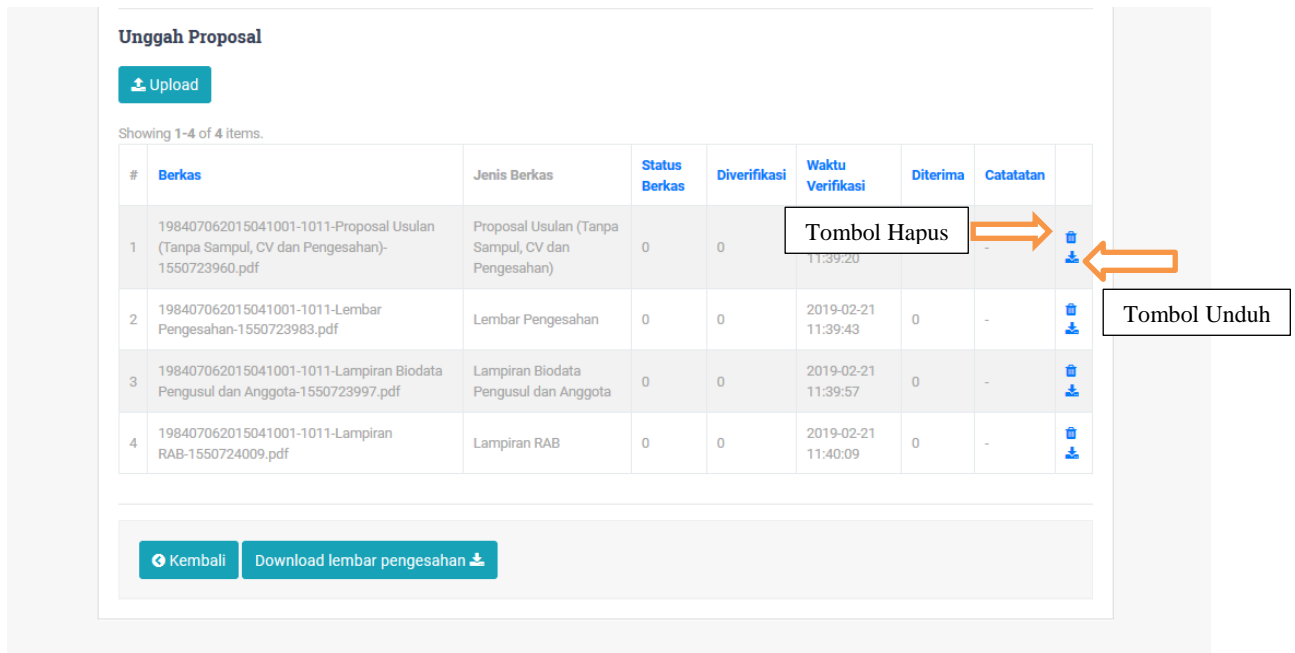 Unggah Proposal
Upload
Showing 1-4 of 4 items.
# Berkas Jenis Berkas Status Berkas Diverifikasi Waktu Verifikasi Diterima Catatatan
1 198407062015041001-1011-Proposal Usulan (Tanpa Sampul, CV dan Pengesahan)-1550723960.pdf Proposal Usulan (Tanpa Sampul, CV dan Pengesahan) 0 0 11:39:20 -
Tombol Hapus
Tombol Unduh
2 198407062015041001-1011-Lembar Pengesahan-1550723983.pdf Lembar Pengesahan 0 0 2019-02-21 11:39:43 0 -
3 198407062015041001-1011-Lampiran Biodata Pengusul dan Anggota-1550723997.pdf Lampiran Biodata Pengusul dan Anggota 0 0 2019-02-21 11:39:57 0 -
4 198407062015041001-1011-Lampiran RAB-1550724009.pdf Lampiran RAB 0 0 2019-02-21 11:40:09 0 -
Kembali
Download lembar pengesahan